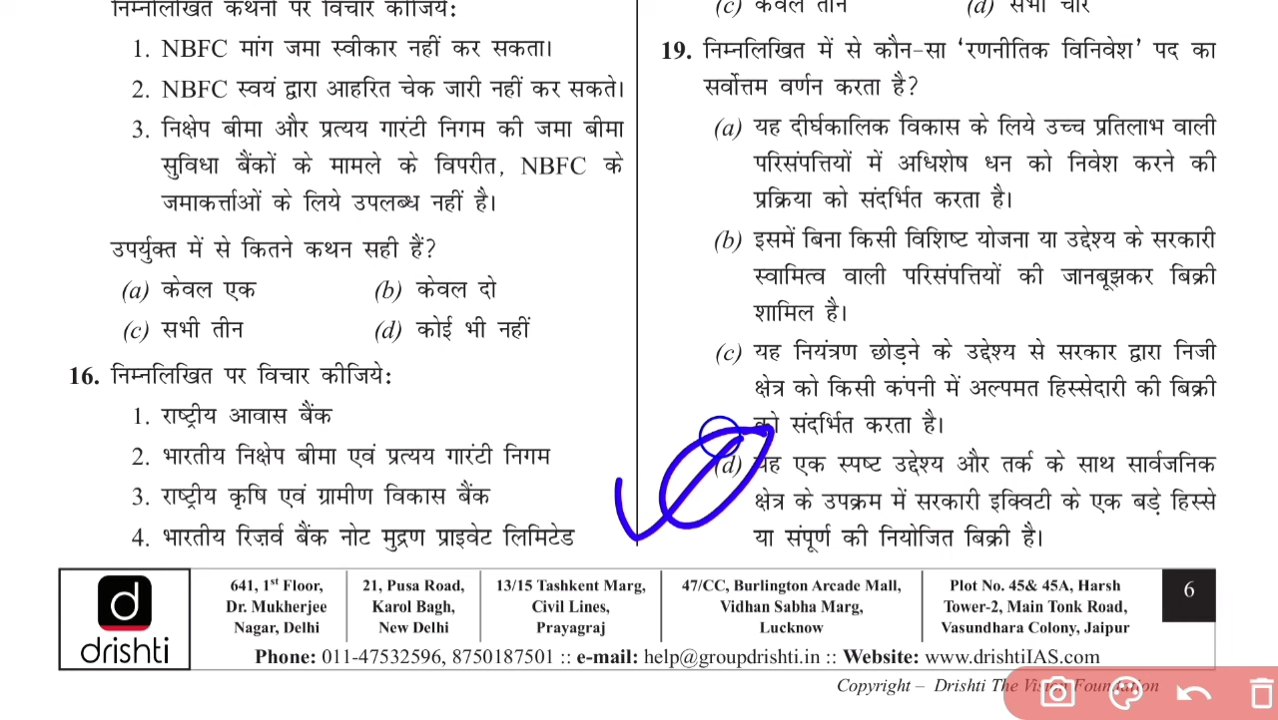 निम्नलिखित कथनों पर विचार कीजिये:
1. NBFC मांग जमा स्वीकार नहीं कर सकता।
2. NBFC स्वयं द्वारा आहरित चेक जारी नहीं कर सकते।
3. निक्षेप बीमा और प्रत्यय गारंटी निगम की जमा बीमा
सुविधा बैंकों के मामले के विपरीत, NBFC के
जमाकर्त्ताओं के लिये उपलब्ध नहीं है।
उपर्युक्त में से कितने कथन सही हैं?
(a) केवल एक (b) केवल दो
(c) सभी तीन (d) कोई भी नहीं
16. निम्नलिखित पर विचार कीजिये:
1. राष्ट्रीय आवास बैंक
2. भारतीय निक्षेप बीमा एवं प्रत्यय गारंटी निगम
3. राष्ट्रीय कृषि एवं ग्रामीण विकास बैंक
4. भारतीय रिज़र्व बैंक नोट मुद्रण प्राइवेट लिमिटेड
(c) केवल तीन (d) सभी चार
19. निम्नलिखित में से कौन-सा ‘रणनीतिक विनिवेश’ पद का
सर्वोत्तम वर्णन करता है?
(a) यह दीर्घकालिक विकास के लिये उच्च प्रतिलाभ वाली
परिसंपत्तियों में अधिशेष धन को निवेश करने की
प्रक्रिया को संदर्भित करता है।
(b) इसमें बिना किसी विशिष्ट योजना या उद्देश्य के सरकारी
स्वामित्व वाली परिसंपत्तियों की जानबूझकर बिक्री
शामिल है।
(c) यह नियंत्रण छोड़ने के उद्देश्य से सरकार द्वारा निजी
क्षेत्र को किसी कंपनी में अल्पमत हिस्सेदारी की बिक्री
को संदर्भित करता है।
(d) यह एक स्पष्ट उद्देश्य और तर्क के साथ सार्वजनिक
क्षेत्र के उपक्रम में सरकारी इक्विटी के एक बड़े हिस्से
या संपूर्ण की नियोजित बिक्री है।
d
drishti
641, 1st Floor,
Dr. Mukherjee
Nagar, Delhi
21, Pusa Road,
Karol Bagh,
New Delhi
13/15 Tashkent Marg,
Civil Lines,
Prayagraj
47/CC, Burlington Arcade Mall,
Vidhan Sabha Marg,
Lucknow
Plot No. 45& 45A, Harsh
Tower-2, Main Tonk Road,
Vasundhara Colony, Jaipur
6
Phone: 011-47532596, 8750187501 :: e-mail: help@groupdrishti.in :: Website: www.drishtiIAS.com
Copyright – Drishti The Vision Foundation